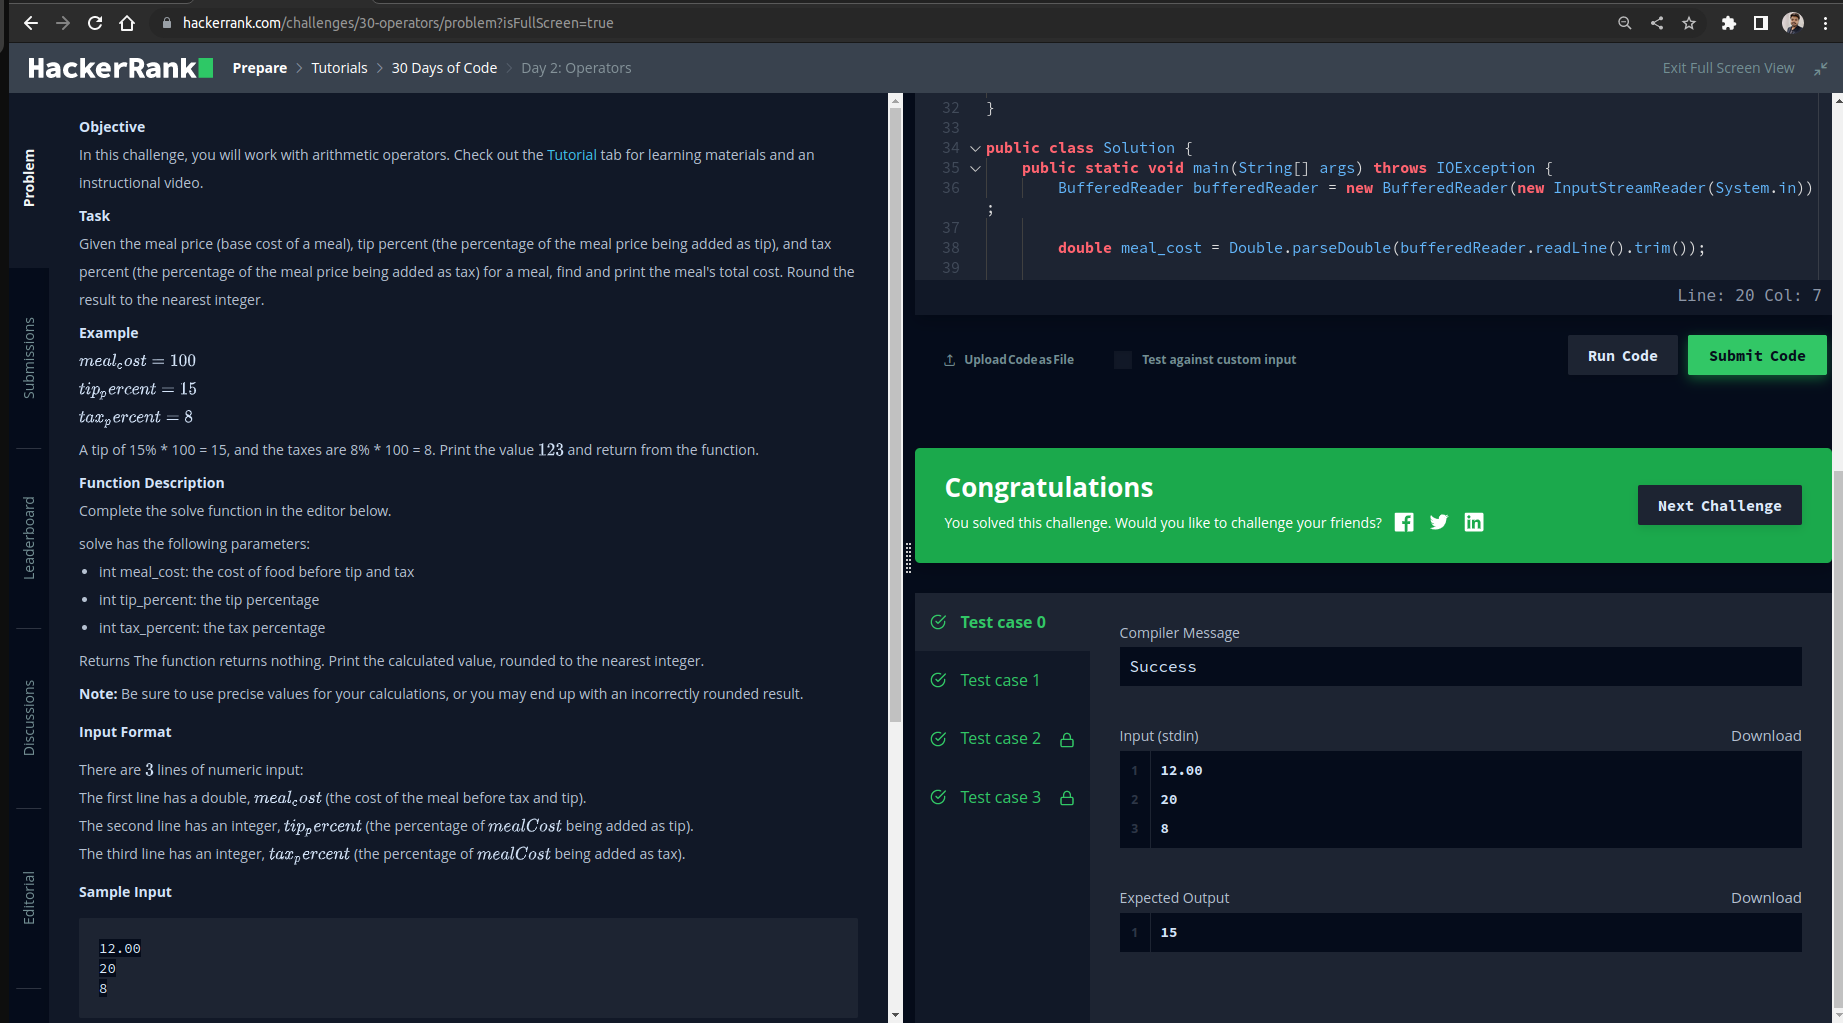 hackerrank.com/challenges/30-operators/problem?isFullScreen=true
HackerRank
Prepare > Tutorials > 30 Days of Code > Day 2: Operators
Exit Full Screen View
Problem
Submissions
Leaderboard
Discussions
Editorial
Objective
In this challenge, you will work with arithmetic operators. Check out the Tutorial tab for learning materials and an
instructional video.
Task
Given the meal price (base cost of a meal), tip percent (the percentage of the meal price being added as tip), and tax
percent (the percentage of the meal price being added as tax) for a meal, find and print the meal's total cost. Round the
result to the nearest integer.
Example
meal_cost = 100
tip_percent = 15
tax_percent = 8
A tip of 15% * 100 = 15, and the taxes are 8% * 100 = 8. Print the value 123 and return from the function.
Function Description
Complete the solve function in the editor below.
solve has the following parameters:
• int meal_cost: the cost of food before tip and tax
• int tip_percent: the tip percentage
• int tax_percent: the tax percentage
Returns The function returns nothing. Print the calculated value, rounded to the nearest integer.
Note: Be sure to use precise values for your calculations, or you may end up with an incorrectly rounded result.
Input Format
There are 3 lines of numeric input:
The first line has a double, meal_cost (the cost of the meal before tax and tip).
The second line has an integer, tip_percent (the percentage of mealCost being added as tip).
The third line has an integer, tax_percent (the percentage of mealCost being added as tax).
Sample Input
12.00
20
8
32 }
33
34 public class Solution {
35 public static void main(String[] args) throws IOException {
36 BufferedReader bufferedReader = new BufferedReader(new InputStreamReader(System.in))
;
37
38 double meal_cost = Double.parseDouble(bufferedReader.readLine().trim());
39
Line: 20 Col: 7
Upload Code as File
Test against custom input
Run Code
Submit Code
Congratulations
You solved this challenge. Would you like to challenge your friends?
Next Challenge
Test case 0
Test case 1
Test case 2
Test case 3
Compiler Message
Success
Input (stdin)
Download
1 12.00
2 20
3 8
Expected Output
Download
1 15